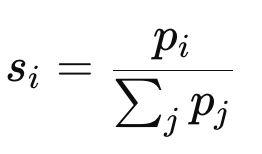 s_i = \frac{p_i}{\sum_j p_j}